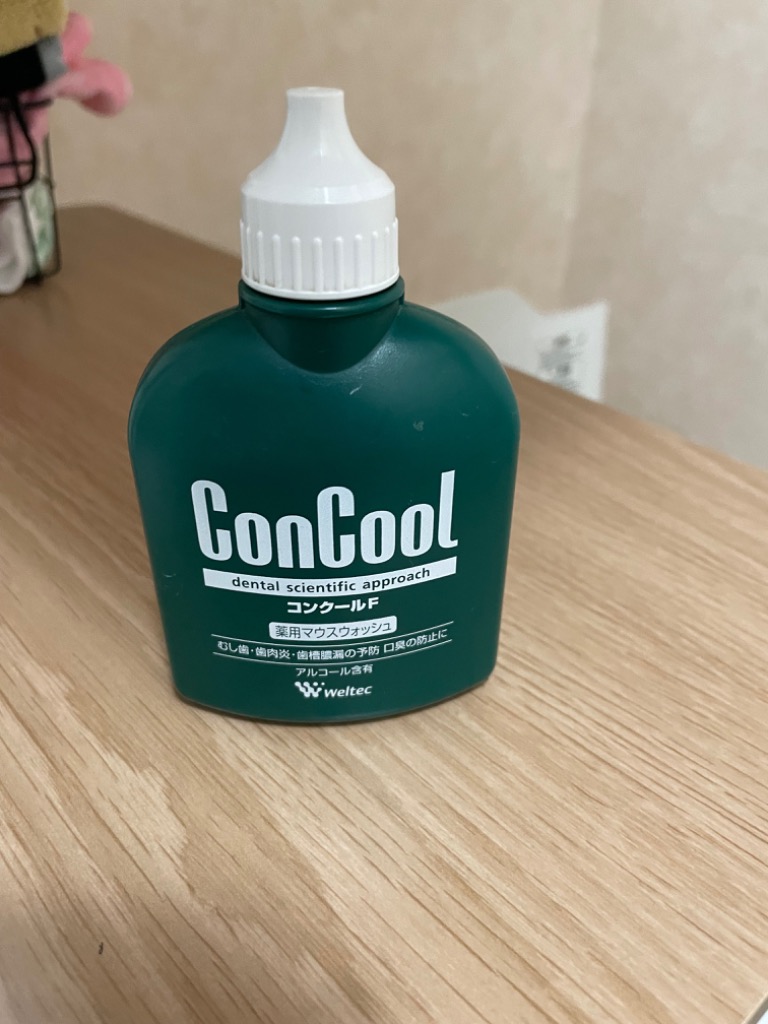 ConCool
dental scientific approach
コンクールF
薬用マウスウォッシュ
むし歯・歯肉炎・歯槽膿漏の予防 口臭の防止に
アルコール含有
Weltec